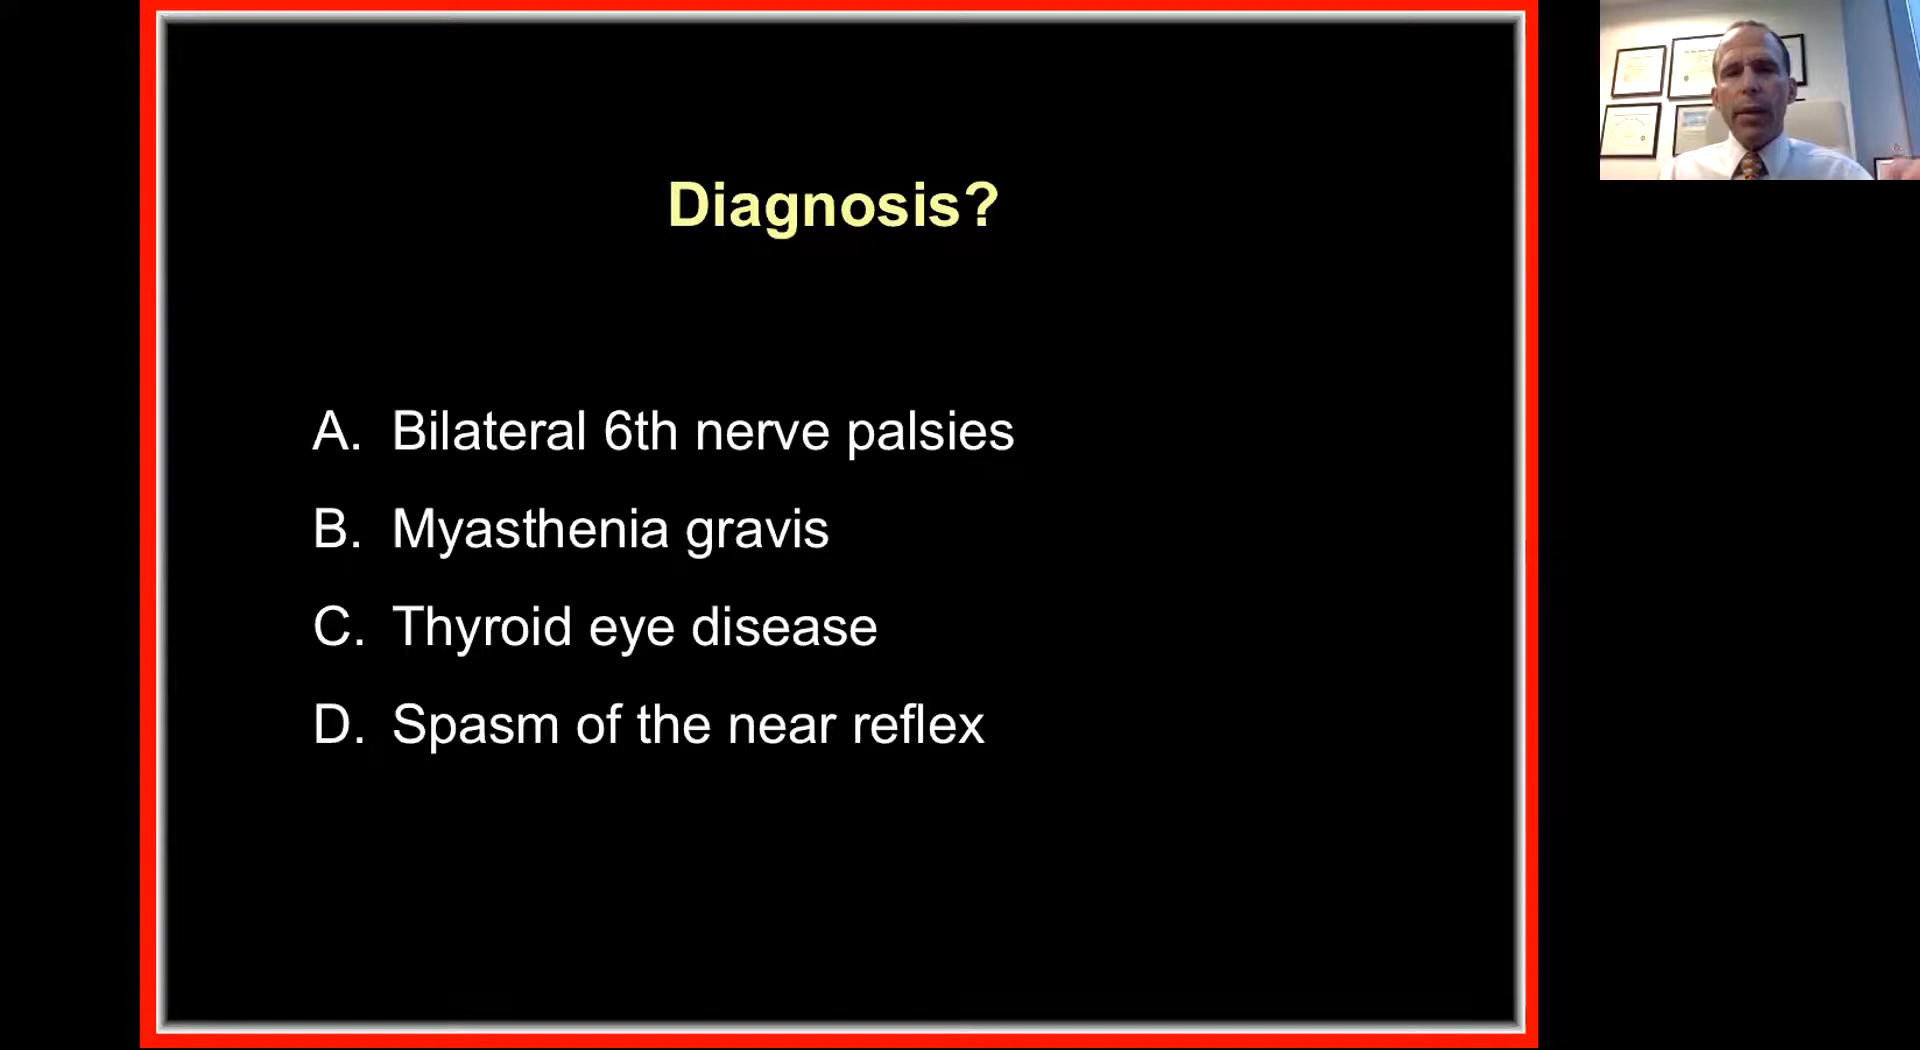 Diagnosis?
A. Bilateral 6th nerve palsies
B. Myasthenia gravis
C. Thyroid eye disease
D. Spasm of the near reflex